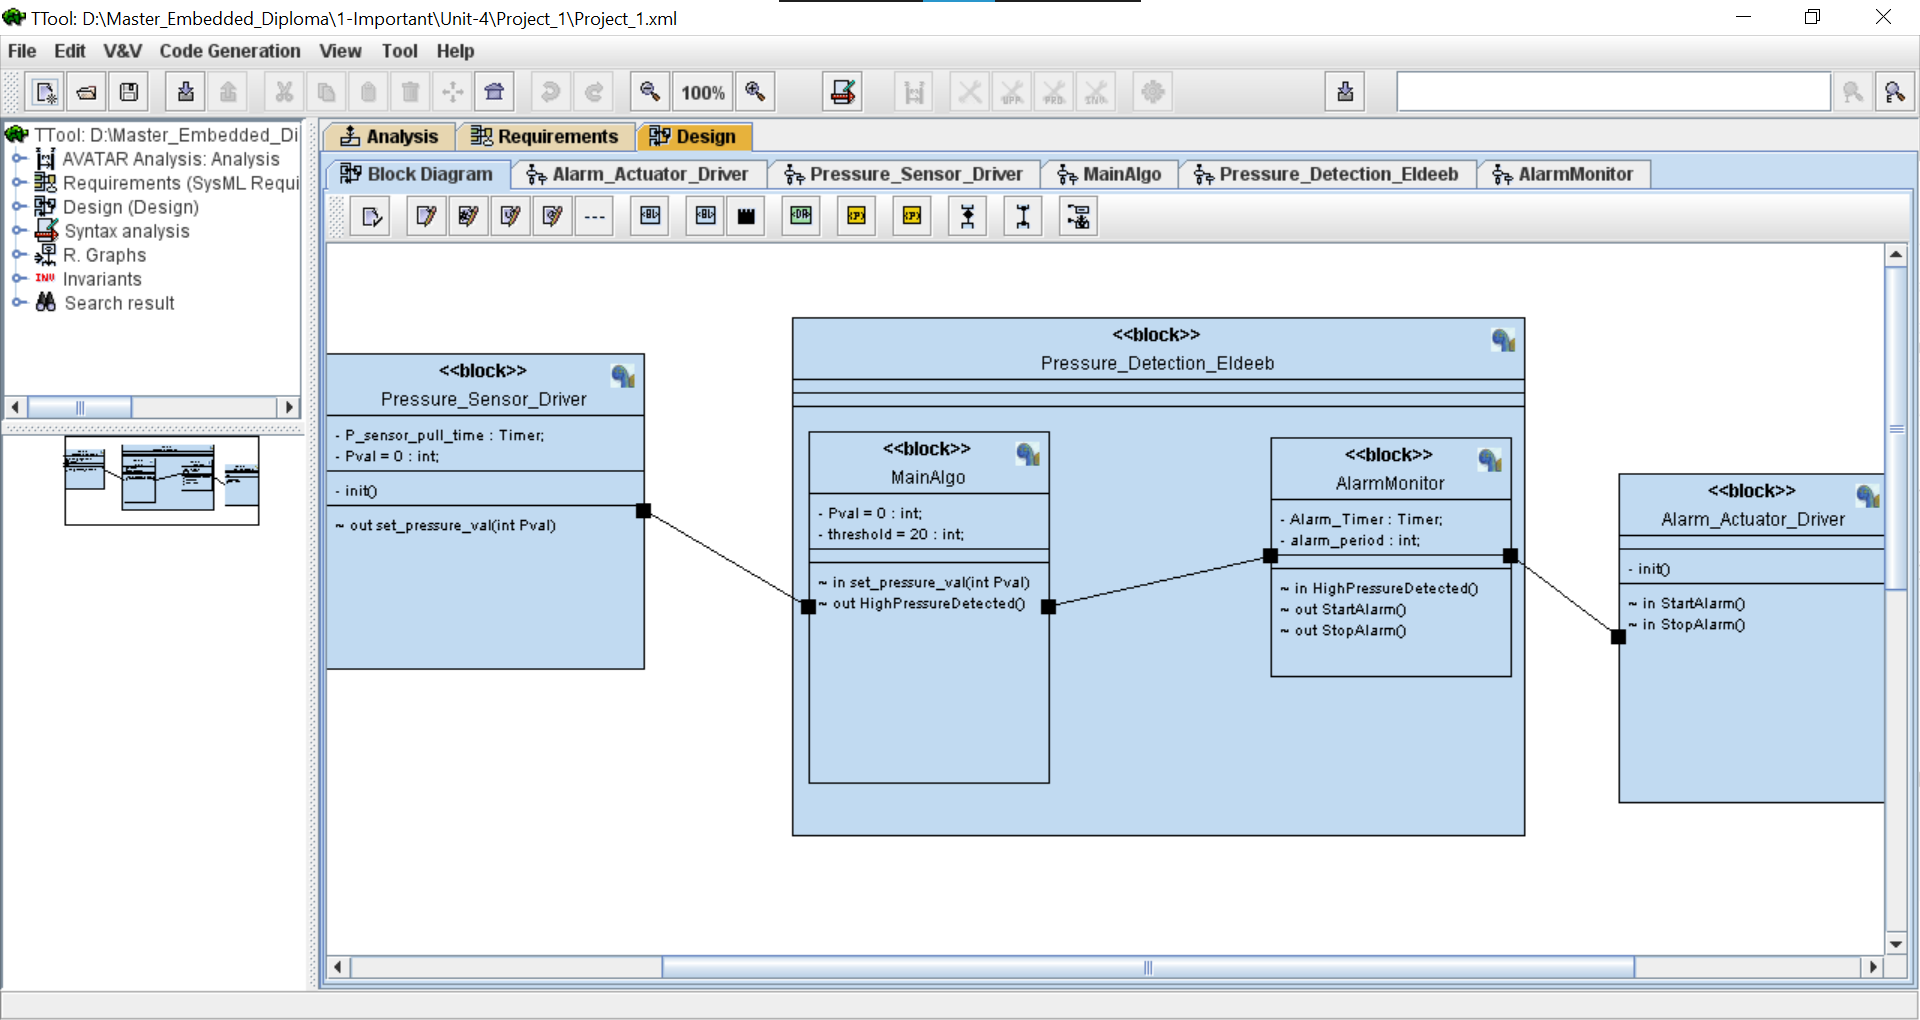 TTool: D:\Master_Embedded_Diploma\1-Important\Unit-4\Project_1\Project_1.xml
File Edit V&V Code Generation View Tool Help
100%
TTool: D:\Master_Embedded_Di
AVATAR Analysis: Analysis
Requirements (SysML Requi
Design (Design)
Syntax analysis
R. Graphs
INV Invariants
Search result
Analysis Requirements Design
Block Diagram Alarm_Actuator_Driver Pressure_Sensor_Driver MainAlgo Pressure_Detection_Eldeeb AlarmMonitor
<<block>>
Pressure_Sensor_Driver
- P_sensor_pull_time : Timer;
- Pval = 0 : int;
- init()
~ out set_pressure_val(int Pval)
<<block>>
Pressure_Detection_Eldeeb
<<block>>
MainAlgo
- Pval = 0 : int;
- threshold = 20 : int;
~ in set_pressure_val(int Pval)
~ out HighPressureDetected()
<<block>>
AlarmMonitor
- Alarm_Timer : Timer;
- alarm_period : int;
~ in HighPressureDetected()
~ out StartAlarm()
~ out StopAlarm()
<<block>>
Alarm_Actuator_Driver
- init()
~ in StartAlarm()
~ in StopAlarm()